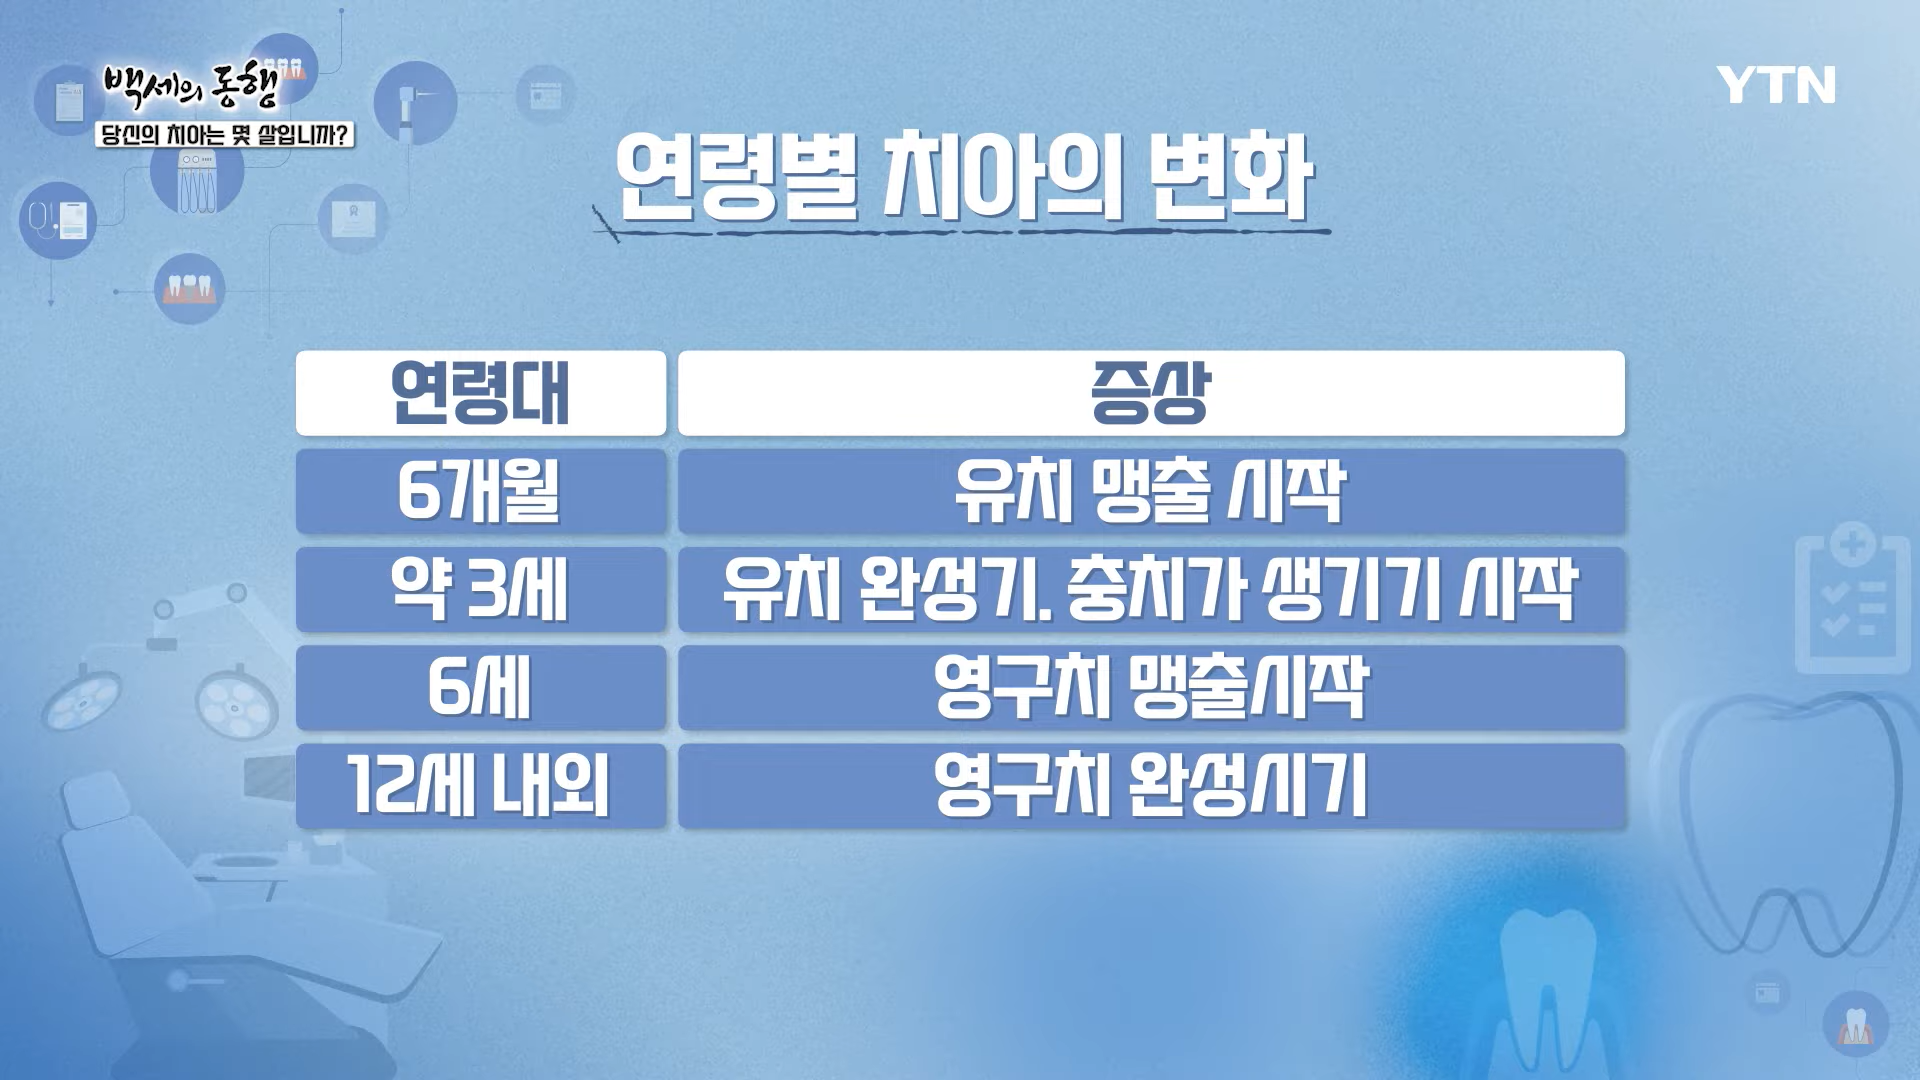 백세의 동행
당신의 치아는 몇 살입니까?
YTN
연령별 치아의 변화
연령대 증상
6개월 유치 맹출 시작
약 3세 유치 완성기. 충치가 생기기 시작
6세 영구치 맹출시작
12세 내외 영구치 완성시기